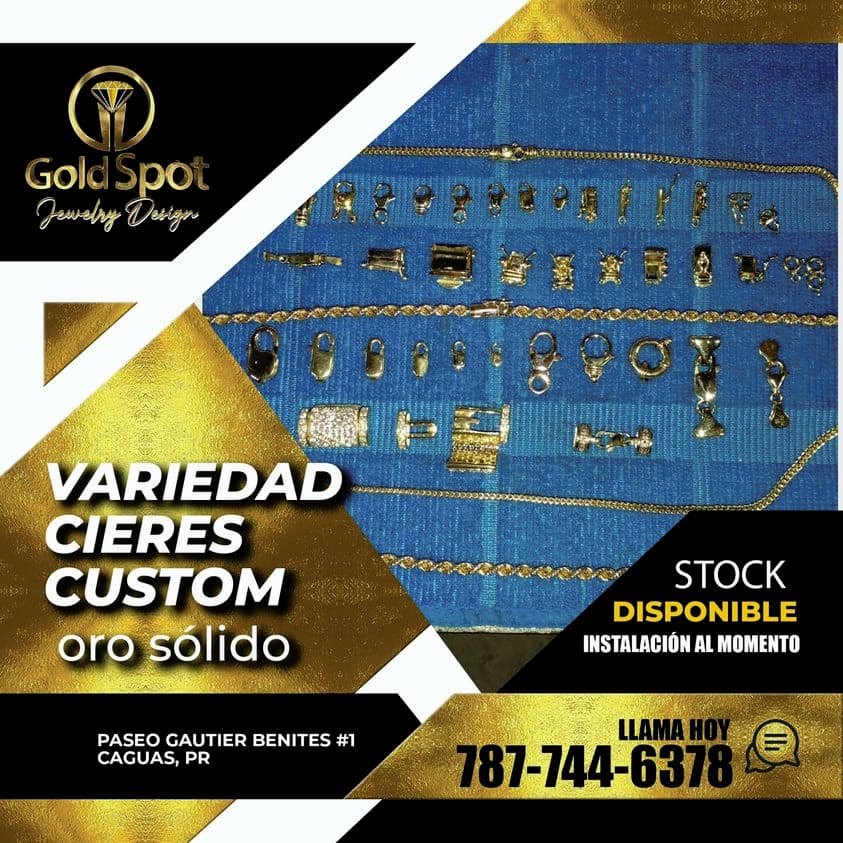 Gold Spot
Jewelry Design
VARIEDAD
CIERES
CUSTOM
oro sólido
STOCK
DISPONIBLE
INSTALACIÓN AL MOMENTO
PASEO GAUTIER BENITES #1
CAGUAS, PR
LLAMA HOY
787-744-6378